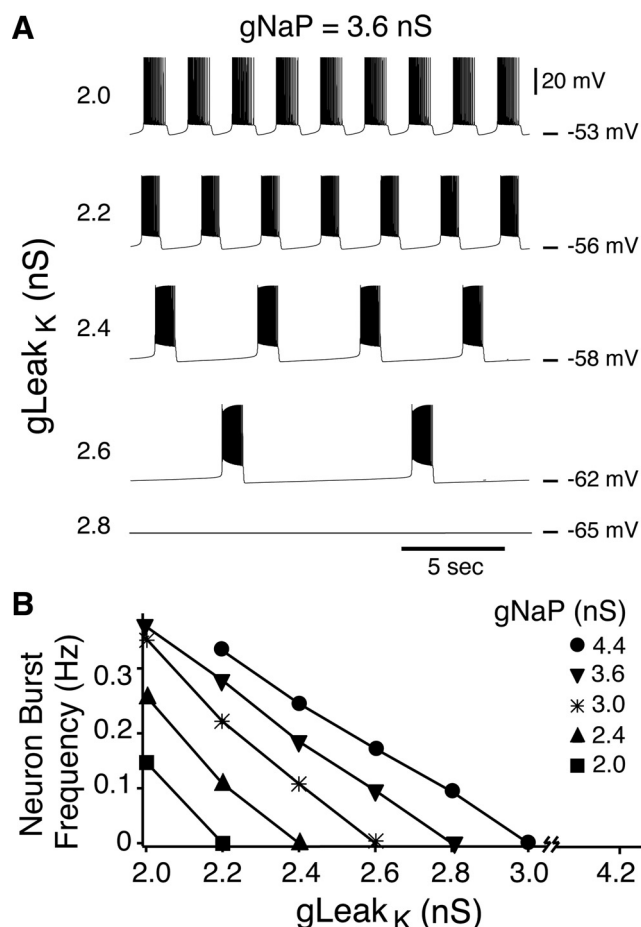 A
gNaP = 3.6 nS
gLeak K (nS)
2.0
20 mV
-53 mV
2.2
-56 mV
2.4
-58 mV
2.6
-62 mV
2.8
-65 mV
5 sec
B
gNaP (nS)
4.4
3.6
3.0
2.4
2.0
Neuron Burst
Frequency (Hz)
0.3
0.2
0.1
0
2.0 2.2 2.4 2.6 2.8 3.0 4.2
gLeak K (nS)